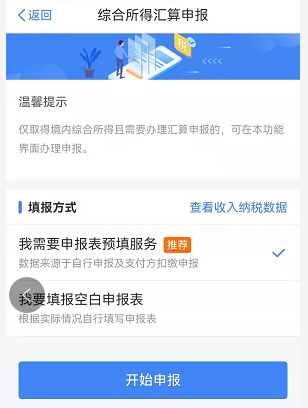 返回
综合所得汇算申报
税
温馨提示
仅取得境内综合所得且需要办理汇算申报的，可在本功能
界面办理申报。
填报方式
查看收入纳税数据
我需要申报表预填服务 推荐
数据来源于自行申报及支付方扣缴申报
我要填报空白申报表
根据实际情况自行填写申报表
开始申报